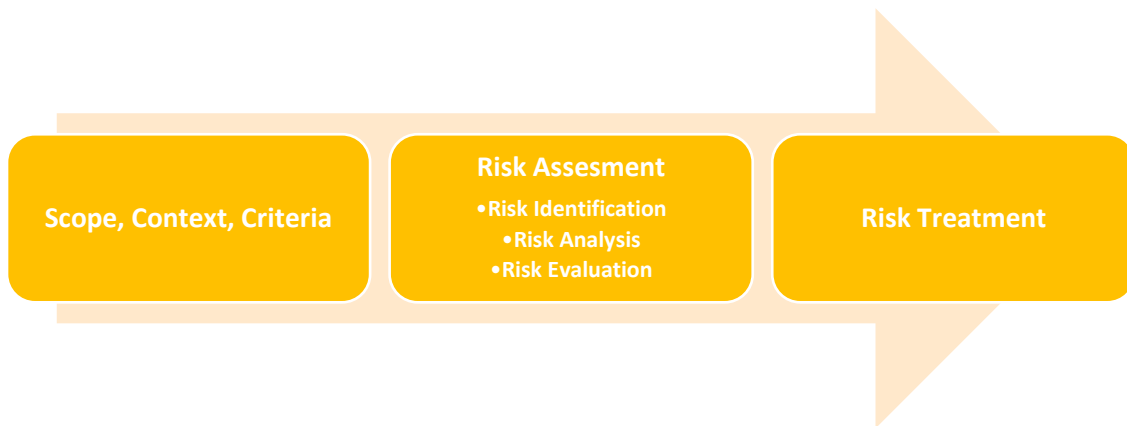 Scope, Context, Criteria
Risk Assesment
•Risk Identification
•Risk Analysis
•Risk Evaluation
Risk Treatment